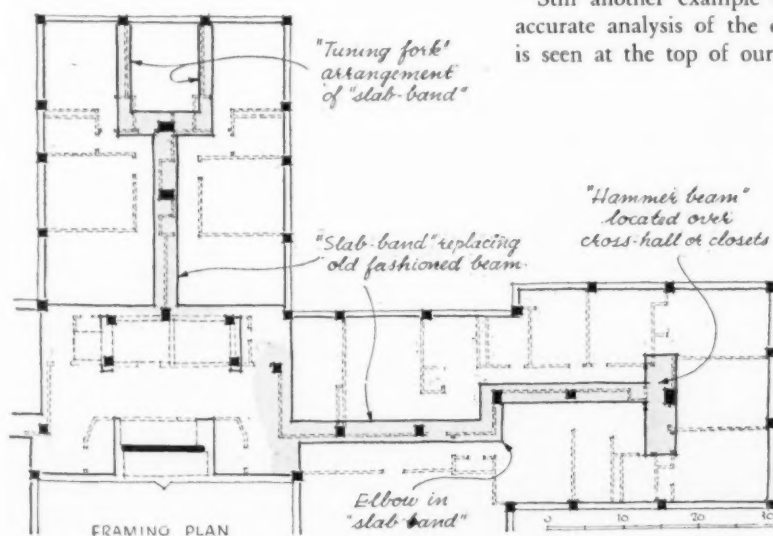 Still another example
accurate analysis of the
is seen at the top of our
"Tuning fork"
arrangement
of "slab-band"
"Hammer beam"
located over
cross-hall or closets
"Slab-band" replacing
old fashioned beam
Elbow in
"slab band"
FRAMING PLAN
0 10 20 30